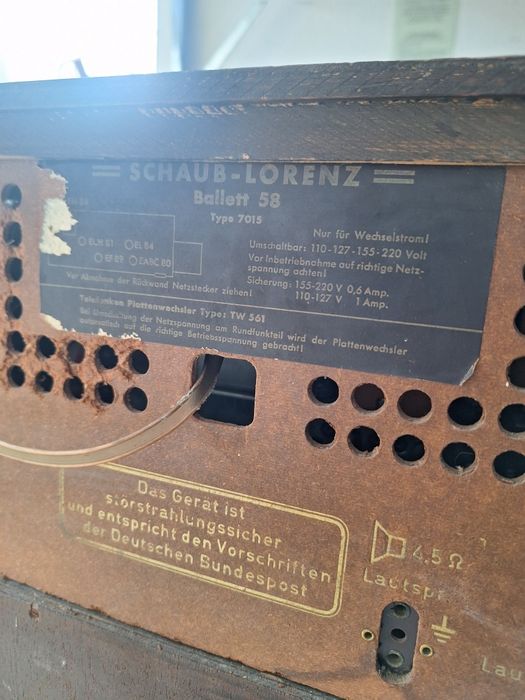 SCHAUB-LORENZ
Ballett 58
Type 7015
Nur für Wechselstrom!
Umschaltbar: 110-127-155-220 Volt
Vor Inbetriebnahme auf richtige Netz-
spannung achten!
Sicherung: 155-220 V 0,6 Amp.
110-127 V 1 Amp.
EL 84
EF 89 EABC 80
Vor Abnahme der Rückwand Netzstecker ziehen!
Telefunken Plattenwechsler Type: TW 561
Bei Umschaltung der Netzspannung am Rundfunkteil wird der Plattenwechsler
automatisch auf die richtige Betriebsspannung gebracht!
Das Gerät ist
störstrahlungssicher
und entspricht den Vorschriften
der Deutschen Bundespost
4,5 Ω
Lautspr
Lau